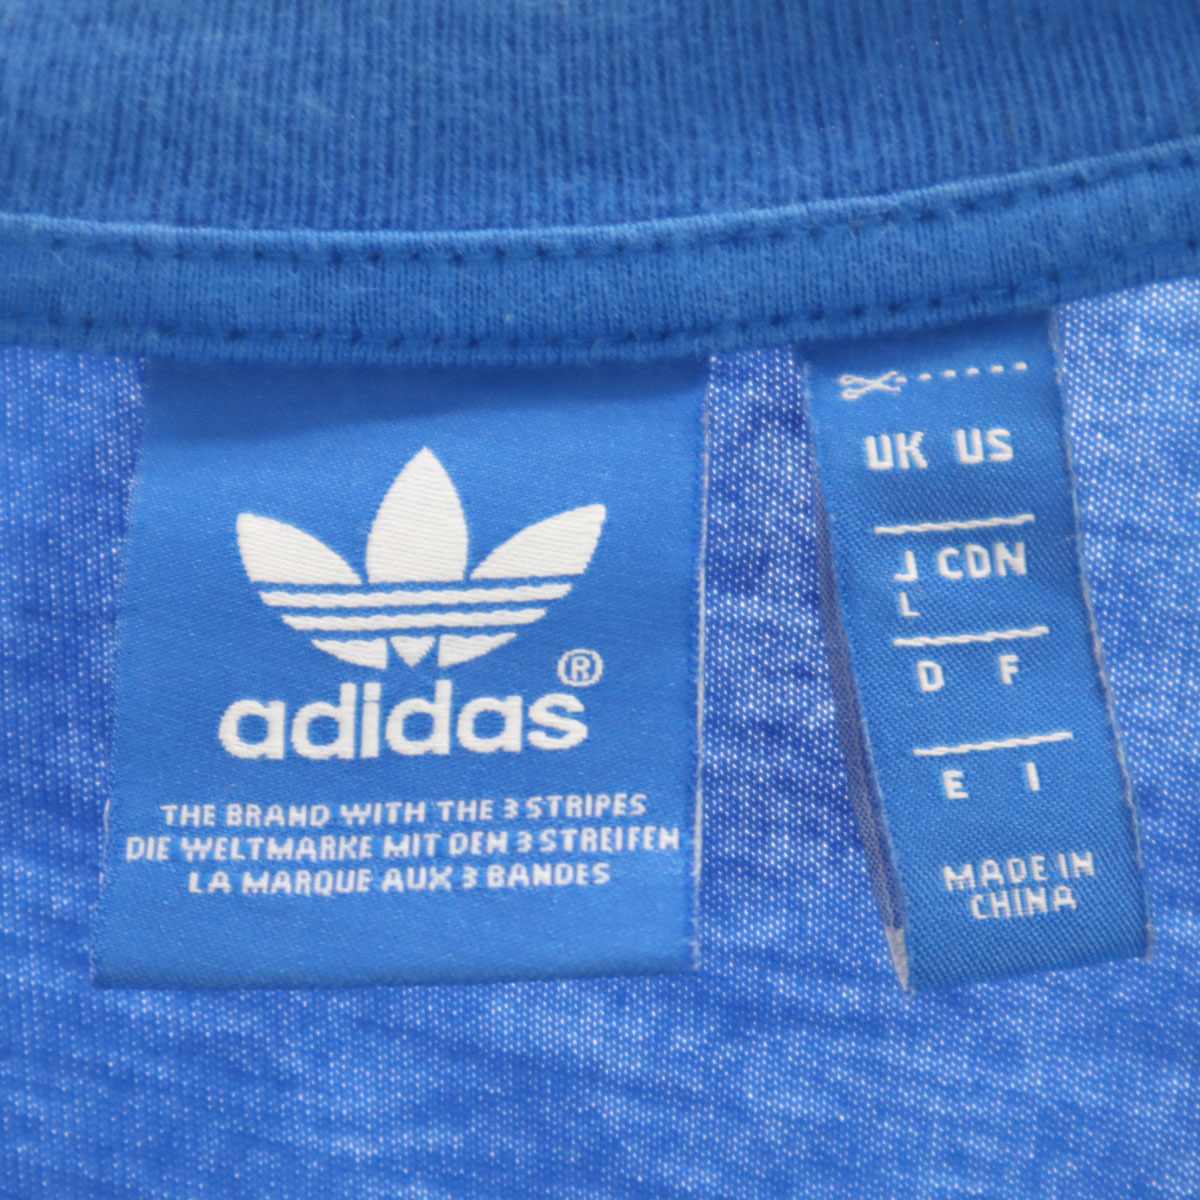 adidas®
THE BRAND WITH THE 3 STRIPES
DIE WELTMARKE MIT DEN 3 STREIFEN
LA MARQUE AUX 3 BANDES
UK US
J CDN
L
D F
E I
MADE IN
CHINA